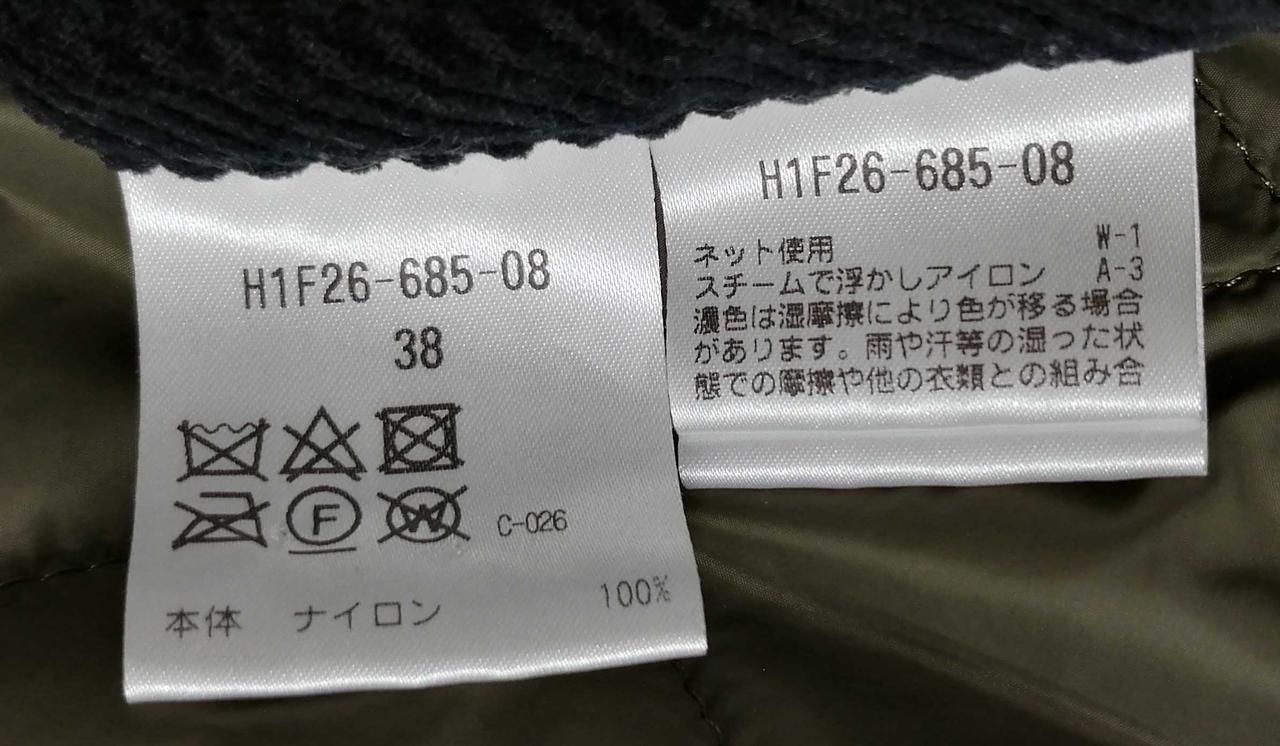 H1F26-685-08
38
F W C-026
本体 ナイロン 100%
H1F26-685-08
ネット使用 W-1
スチームで浮かしアイロン A-3
濃色は湿摩擦により色が移る場合
があります。雨や汗等の湿った状
態での摩擦や他の衣類との組み合